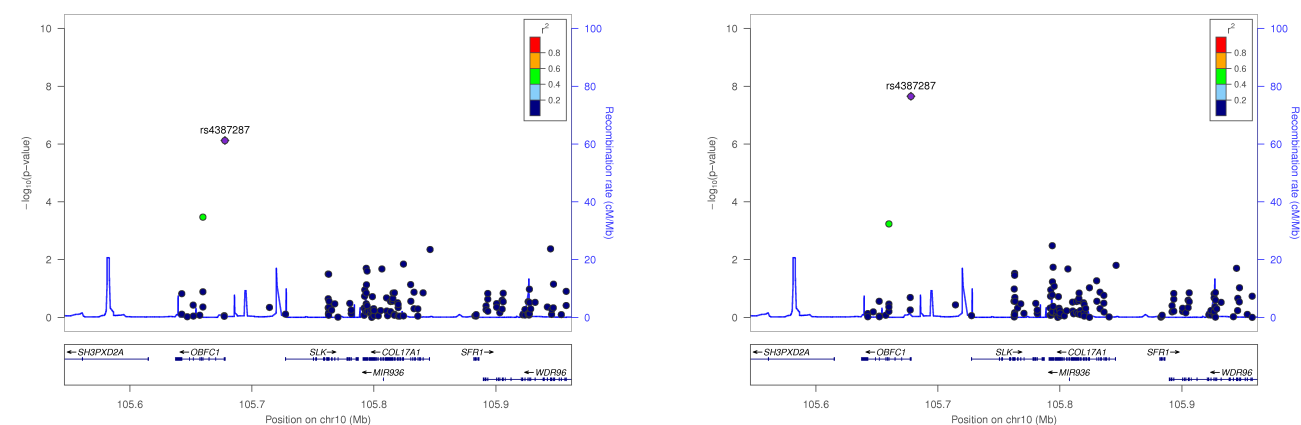 10
8
6
4
2
0
− log10(p−value)
rs4387287
r2
0.8
0.6
0.4
0.2
100
80
60
40
20
0
Recombination rate (cM/Mb)
←SH3PXD2A
←OBFC1
SLK→
←COL17A1
SFR1→
←MIR936
←WDR96
105.6
105.7
105.8
105.9
Position on chr10 (Mb)
10
8
6
4
2
0
− log10(p−value)
rs4387287
r2
0.8
0.6
0.4
0.2
100
80
60
40
20
0
Recombination rate (cM/Mb)
←SH3PXD2A
←OBFC1
SLK→
←COL17A1
SFR1→
←MIR936
←WDR96
105.6
105.7
105.8
105.9
Position on chr10 (Mb)